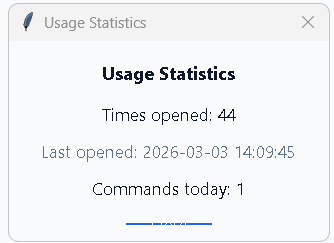 Usage Statistics
Usage Statistics
Times opened: 44
Last opened: 2026-03-03 14:09:45
Commands today: 1